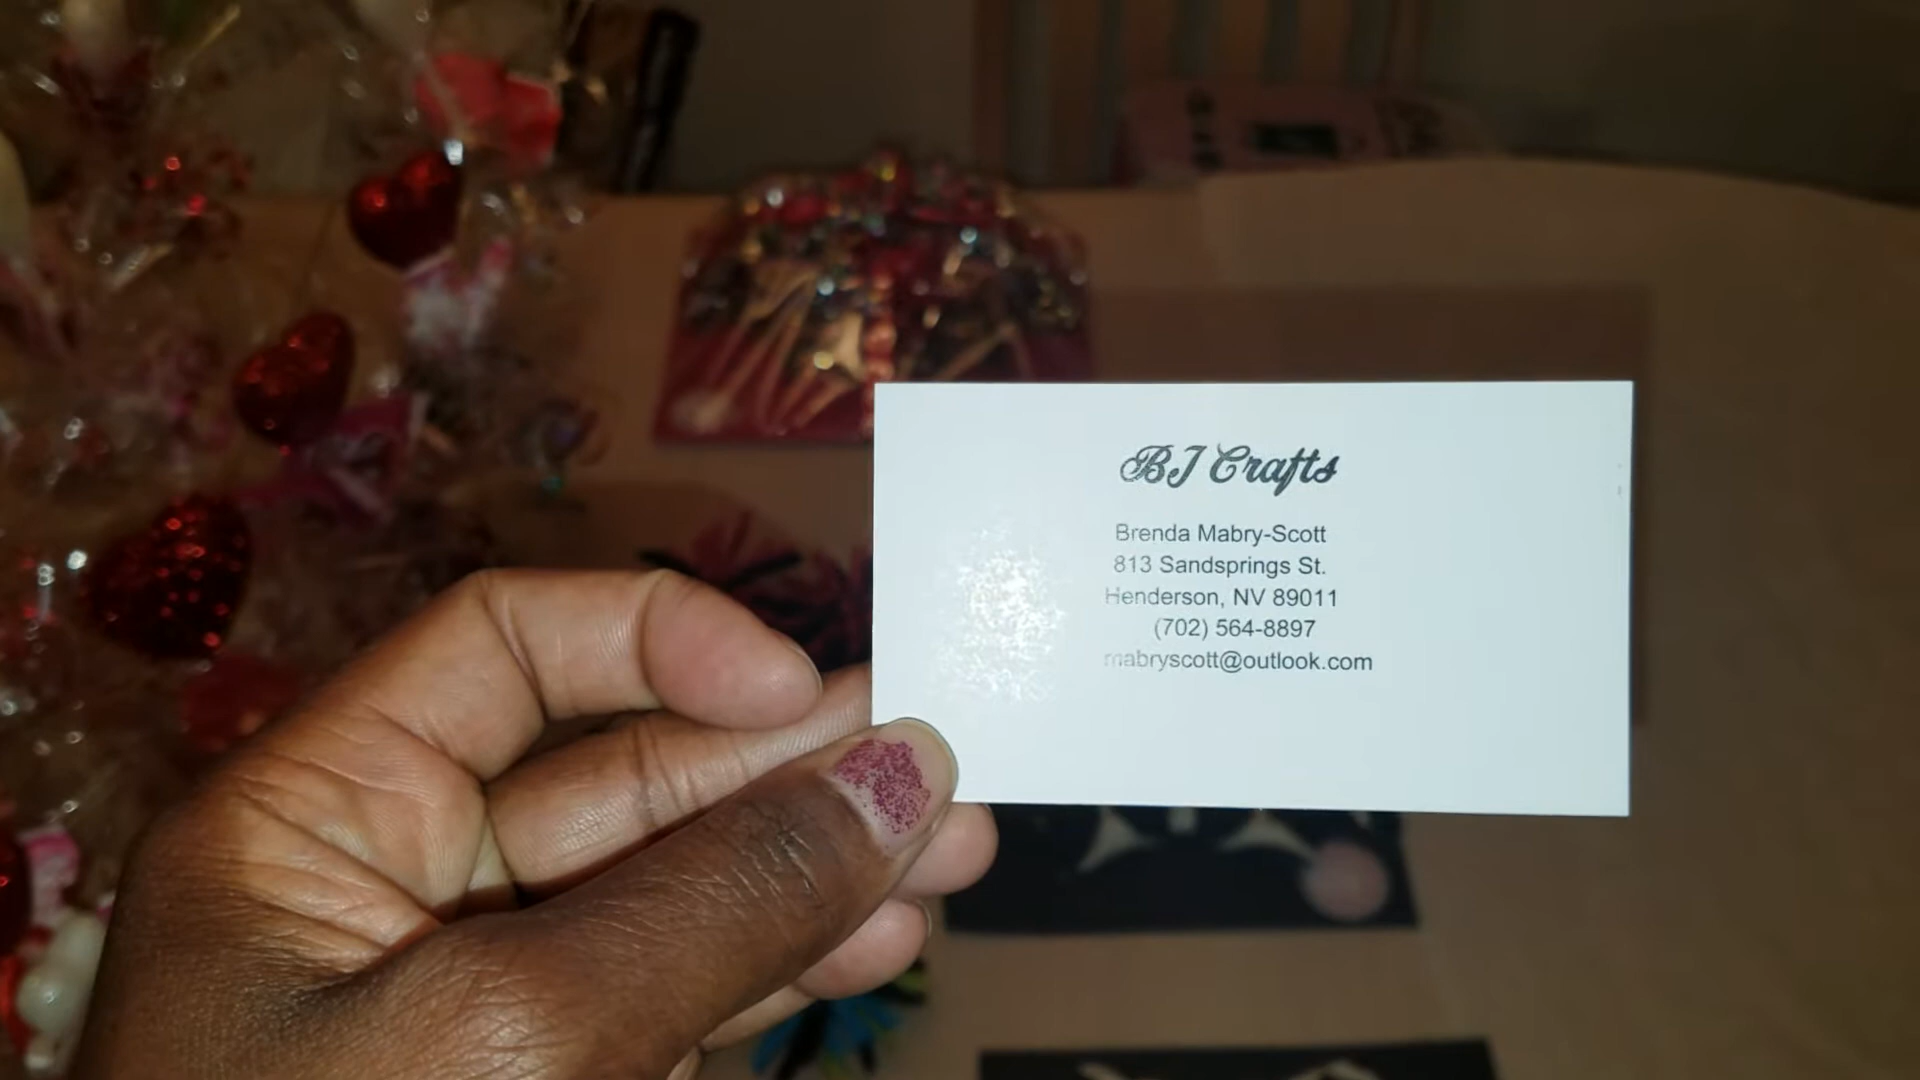 BJ Crafts
Brenda Mabry-Scott
813 Sandsprings St.
Henderson, NV 89011
(702) 564-8897
mabryscott@outlook.com